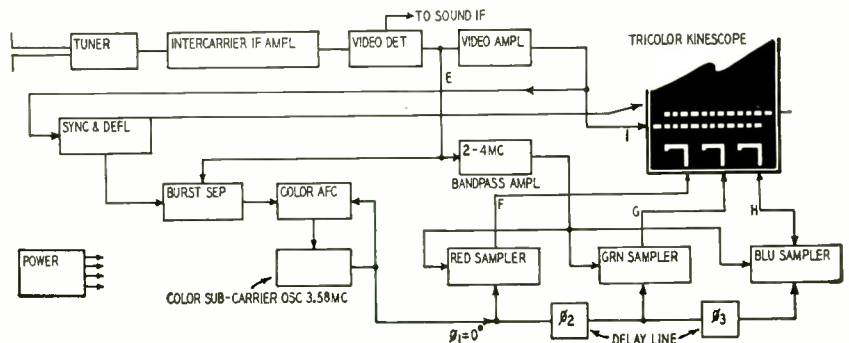 TO SOUND IF
TUNER
INTERCARRIER IF AMFL
VIDEO DET
VIDEO AMPL
TRICOLOR KINESCOPE
E
SYNC & DEFL
I
2-4MC
BANDPASS AMPL
BURST SEP
COLOR AFC
F
G
H
POWER
RED SAMPLER
GRN SAMPLER
BLU SAMPLER
COLOR SUB-CARRIER OSC 3.58MC
Ø1=0°
Ø2
Ø3
DELAY LINE